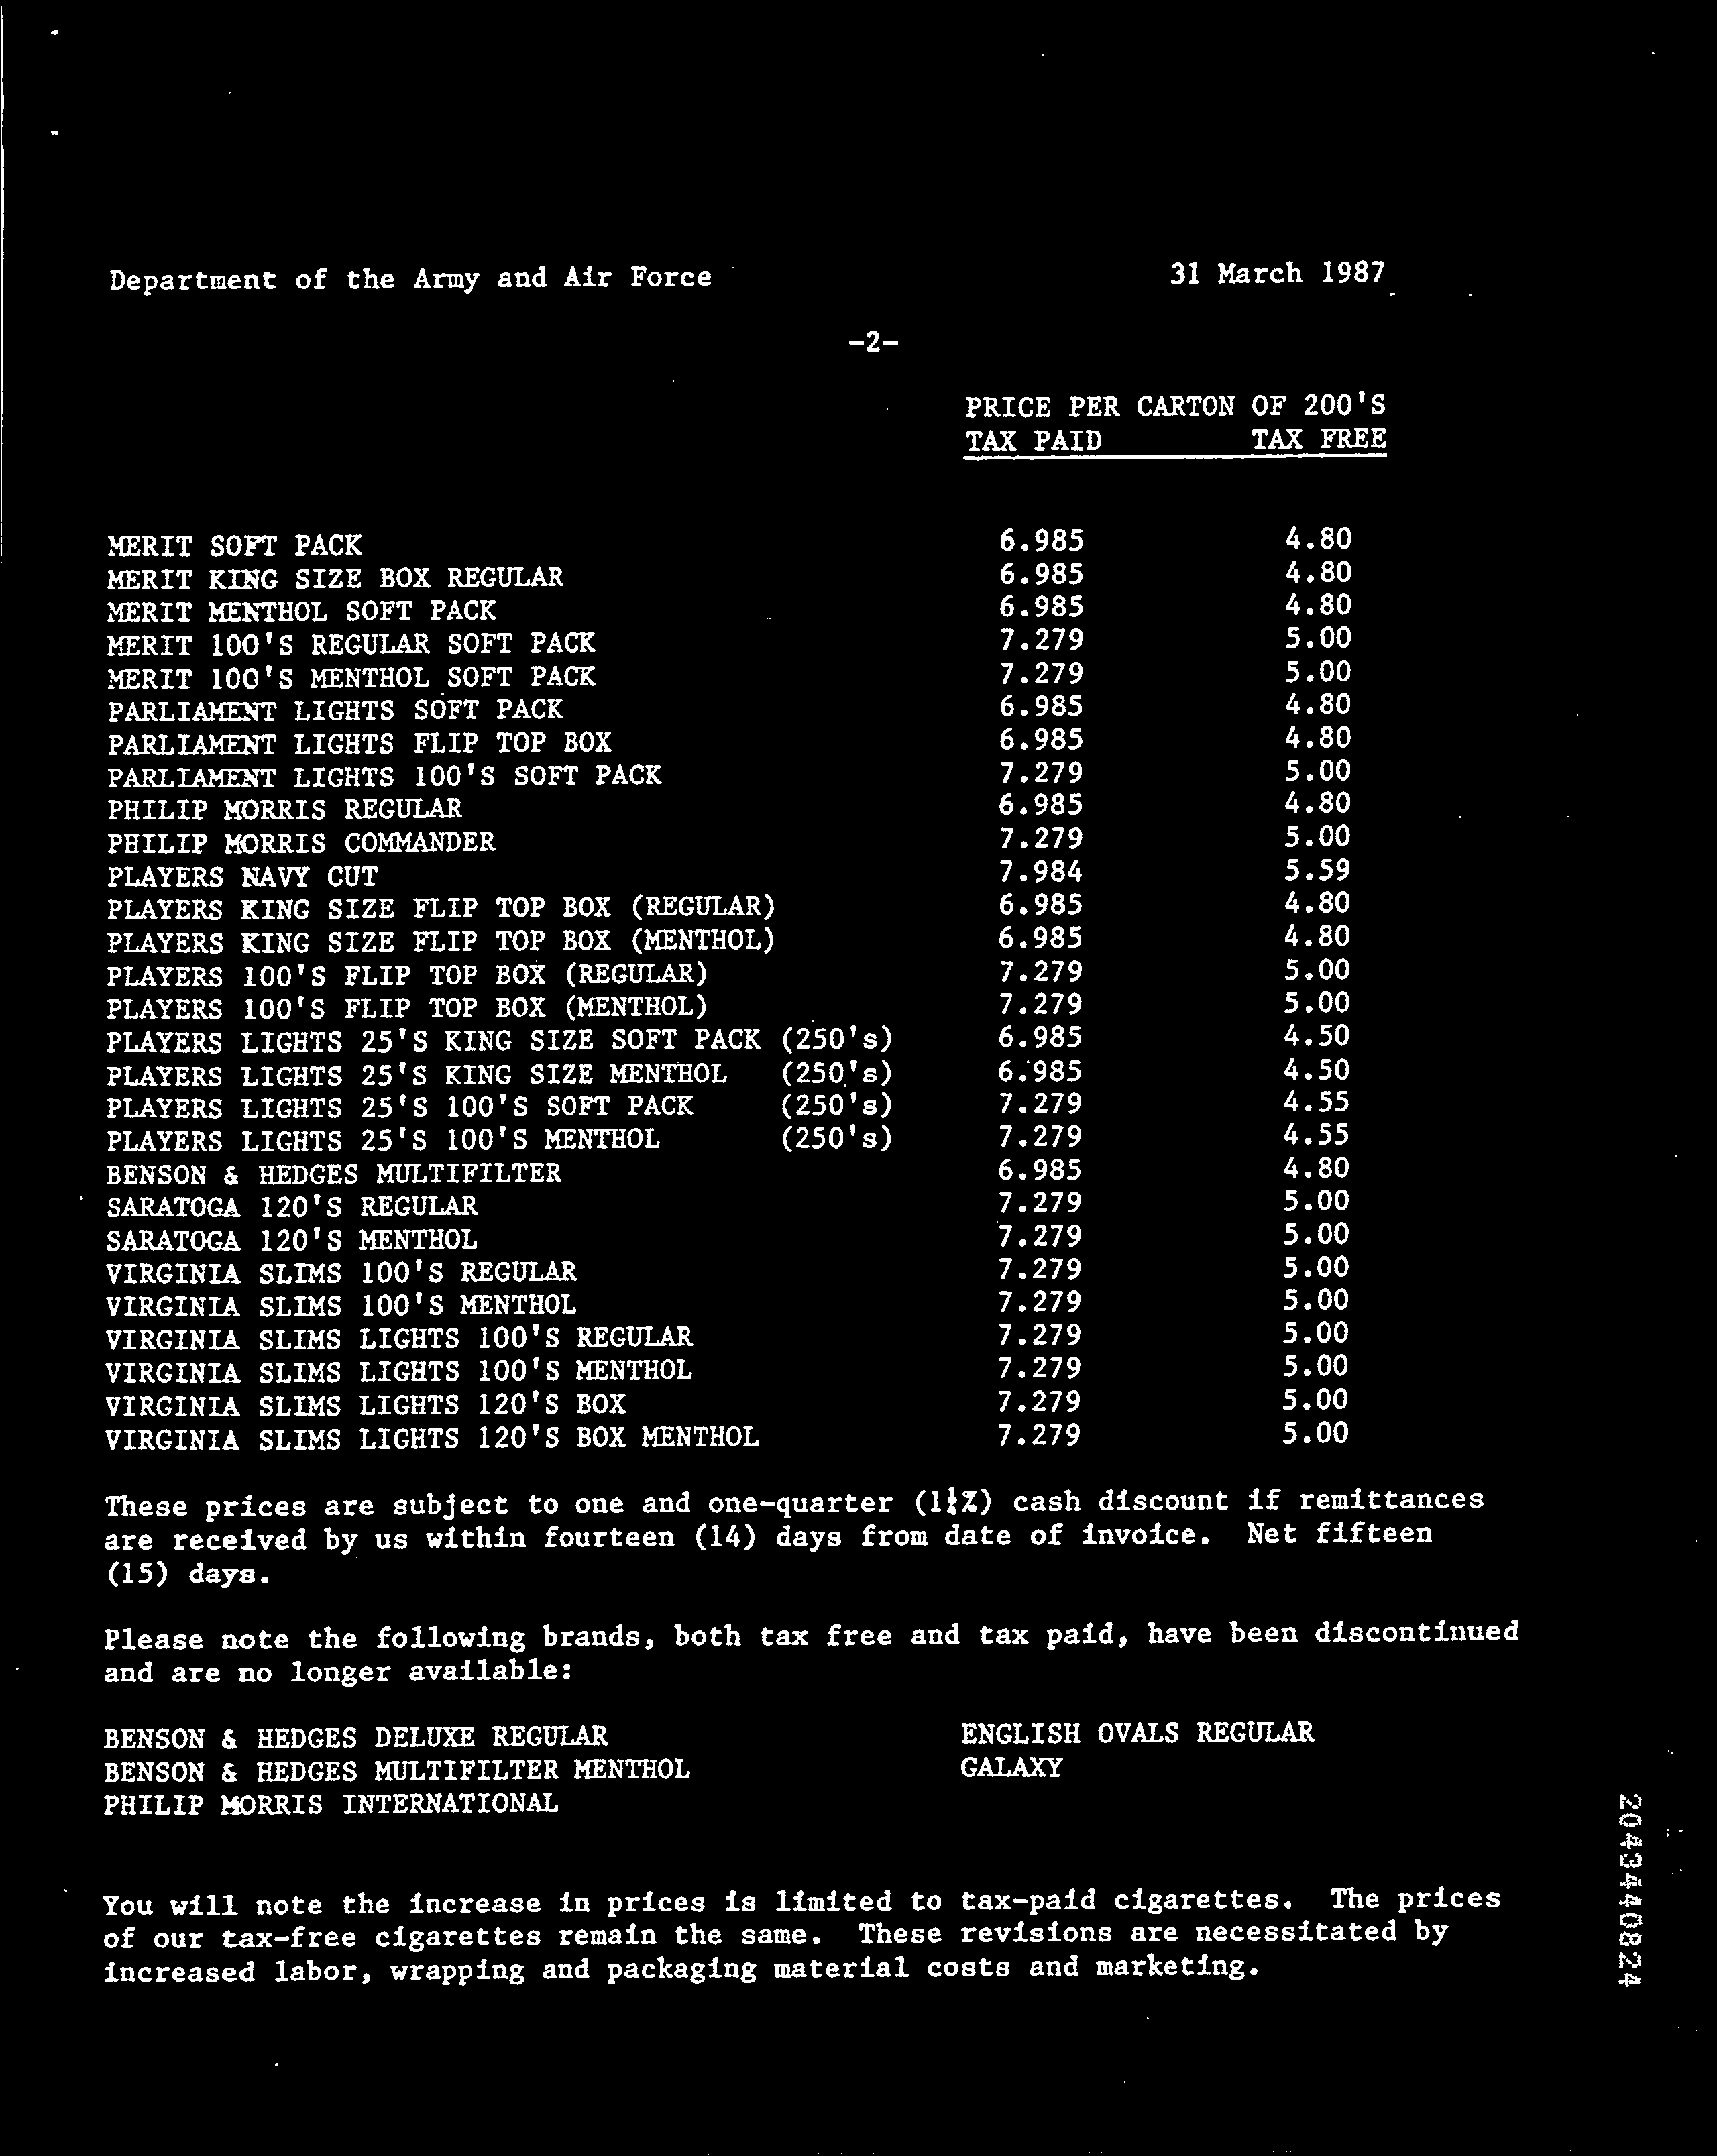 Department of the Army and Air Force 31 March 1987
-2-
PRICE PER CARTON OF 200'S
TAX PAID TAX FREE
MERIT SOFT PACK 6.985 4.80
MERIT KING SIZE BOX REGULAR 6.985 4.80
MERIT MENTHOL SOFT PACK 6.985 4.80
MERIT 100'S REGULAR SOFT PACK 7.279 5.00
MERIT 100'S MENTHOL SOFT PACK 7.279 5.00
PARLIAMENT LIGHTS SOFT PACK 6.985 4.80
PARLIAMENT LIGHTS FLIP TOP BOX 6.985 4.80
PARLIAMENT LIGHTS 100'S SOFT PACK 7.279 5.00
PHILIP MORRIS REGULAR 6.985 4.80
PHILIP MORRIS COMMANDER 7.279 5.00
PLAYERS NAVY CUT 7.984 5.59
PLAYERS KING SIZE FLIP TOP BOX (REGULAR) 6.985 4.80
PLAYERS KING SIZE FLIP TOP BOX (MENTHOL) 6.985 4.80
PLAYERS 100'S FLIP TOP BOX (REGULAR) 7.279 5.00
PLAYERS 100'S FLIP TOP BOX (MENTHOL) 7.279 5.00
PLAYERS LIGHTS 25'S KING SIZE SOFT PACK (250's) 6.985 4.50
PLAYERS LIGHTS 25'S KING SIZE MENTHOL (250's) 6.985 4.50
PLAYERS LIGHTS 25'S 100'S SOFT PACK (250's) 7.279 4.55
PLAYERS LIGHTS 25'S 100'S MENTHOL (250's) 7.279 4.55
BENSON & HEDGES MULTIFILTER 6.985 4.80
SARATOGA 120'S REGULAR 7.279 5.00
SARATOGA 120'S MENTHOL 7.279 5.00
VIRGINIA SLIMS 100'S REGULAR 7.279 5.00
VIRGINIA SLIMS 100'S MENTHOL 7.279 5.00
VIRGINIA SLIMS LIGHTS 100'S REGULAR 7.279 5.00
VIRGINIA SLIMS LIGHTS 100'S MENTHOL 7.279 5.00
VIRGINIA SLIMS LIGHTS 120'S BOX 7.279 5.00
VIRGINIA SLIMS LIGHTS 120'S BOX MENTHOL 7.279 5.00
These prices are subject to one and one-quarter (1¼%) cash discount if remittances
are received by us within fourteen (14) days from date of invoice. Net fifteen
(15) days.
Please note the following brands, both tax free and tax paid, have been discontinued
and are no longer available:
BENSON & HEDGES DELUXE REGULAR ENGLISH OVALS REGULAR
BENSON & HEDGES MULTIFILTER MENTHOL GALAXY
PHILIP MORRIS INTERNATIONAL
You will note the increase in prices is limited to tax-paid cigarettes. The prices
of our tax-free cigarettes remain the same. These revisions are necessitated by
increased labor, wrapping and packaging material costs and marketing.
2043440824